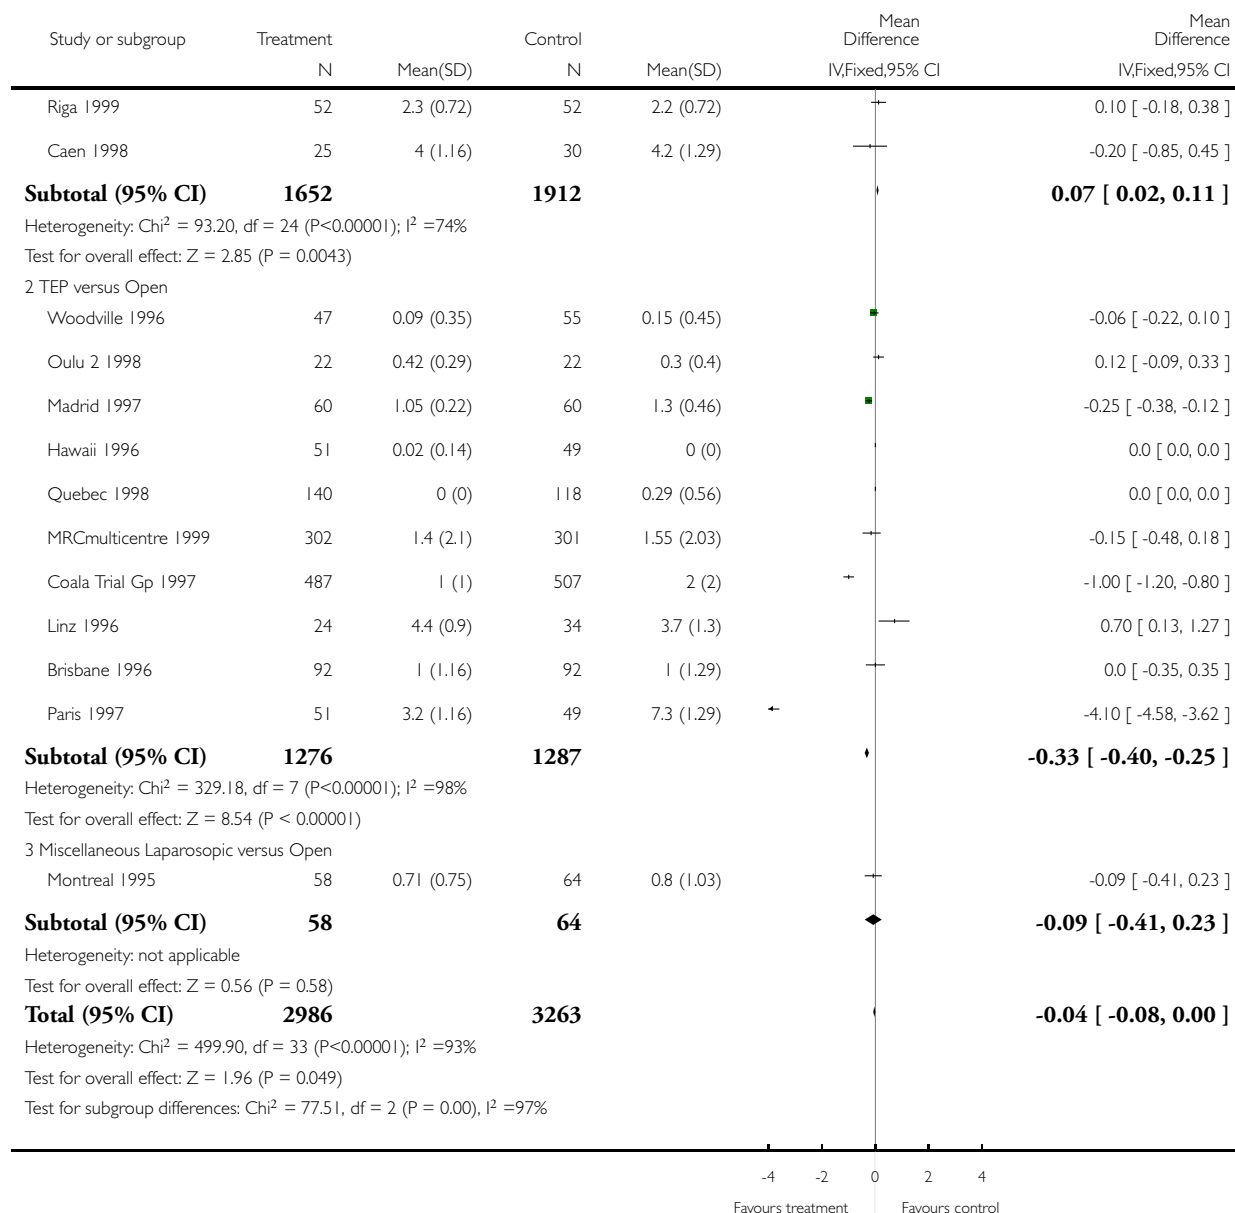 Study or subgroup Treatment Control Mean Difference Mean Difference
N Mean(SD) N Mean(SD) IV,Fixed,95% CI IV,Fixed,95% CI
Riga 1999 52 2.3 (0.72) 52 2.2 (0.72) 0.10 [ -0.18, 0.38 ]
Caen 1998 25 4 (1.16) 30 4.2 (1.29) -0.20 [ -0.85, 0.45 ]
Subtotal (95% CI) 1652 1912 0.07 [ 0.02, 0.11 ]
Heterogeneity: Chi² = 93.20, df = 24 (P<0.00001); I² =74%
Test for overall effect: Z = 2.85 (P = 0.0043)
2 TEP versus Open
Woodville 1996 47 0.09 (0.35) 55 0.15 (0.45) -0.06 [ -0.22, 0.10 ]
Oulu 2 1998 22 0.42 (0.29) 22 0.3 (0.4) 0.12 [ -0.09, 0.33 ]
Madrid 1997 60 1.05 (0.22) 60 1.3 (0.46) -0.25 [ -0.38, -0.12 ]
Hawaii 1996 51 0.02 (0.14) 49 0 (0) 0.0 [ 0.0, 0.0 ]
Quebec 1998 140 0 (0) 118 0.29 (0.56) 0.0 [ 0.0, 0.0 ]
MRCmulticentre 1999 302 1.4 (2.1) 301 1.55 (2.03) -0.15 [ -0.48, 0.18 ]
Coala Trial Gp 1997 487 1 (1) 507 2 (2) -1.00 [ -1.20, -0.80 ]
Linz 1996 24 4.4 (0.9) 34 3.7 (1.3) 0.70 [ 0.13, 1.27 ]
Brisbane 1996 92 1 (1.16) 92 1 (1.29) 0.0 [ -0.35, 0.35 ]
Paris 1997 51 3.2 (1.16) 49 7.3 (1.29) -4.10 [ -4.58, -3.62 ]
Subtotal (95% CI) 1276 1287 -0.33 [ -0.40, -0.25 ]
Heterogeneity: Chi² = 329.18, df = 7 (P<0.00001); I² =98%
Test for overall effect: Z = 8.54 (P < 0.00001)
3 Miscellaneous Laparosopic versus Open
Montreal 1995 58 0.71 (0.75) 64 0.8 (1.03) -0.09 [ -0.41, 0.23 ]
Subtotal (95% CI) 58 64 -0.09 [ -0.41, 0.23 ]
Heterogeneity: not applicable
Test for overall effect: Z = 0.56 (P = 0.58)
Total (95% CI) 2986 3263 -0.04 [ -0.08, 0.00 ]
Heterogeneity: Chi² = 499.90, df = 33 (P<0.00001); I² =93%
Test for overall effect: Z = 1.96 (P = 0.049)
Test for subgroup differences: Chi² = 77.51, df = 2 (P = 0.00), I² =97%
-4 -2 0 2 4
Favours treatment Favours control